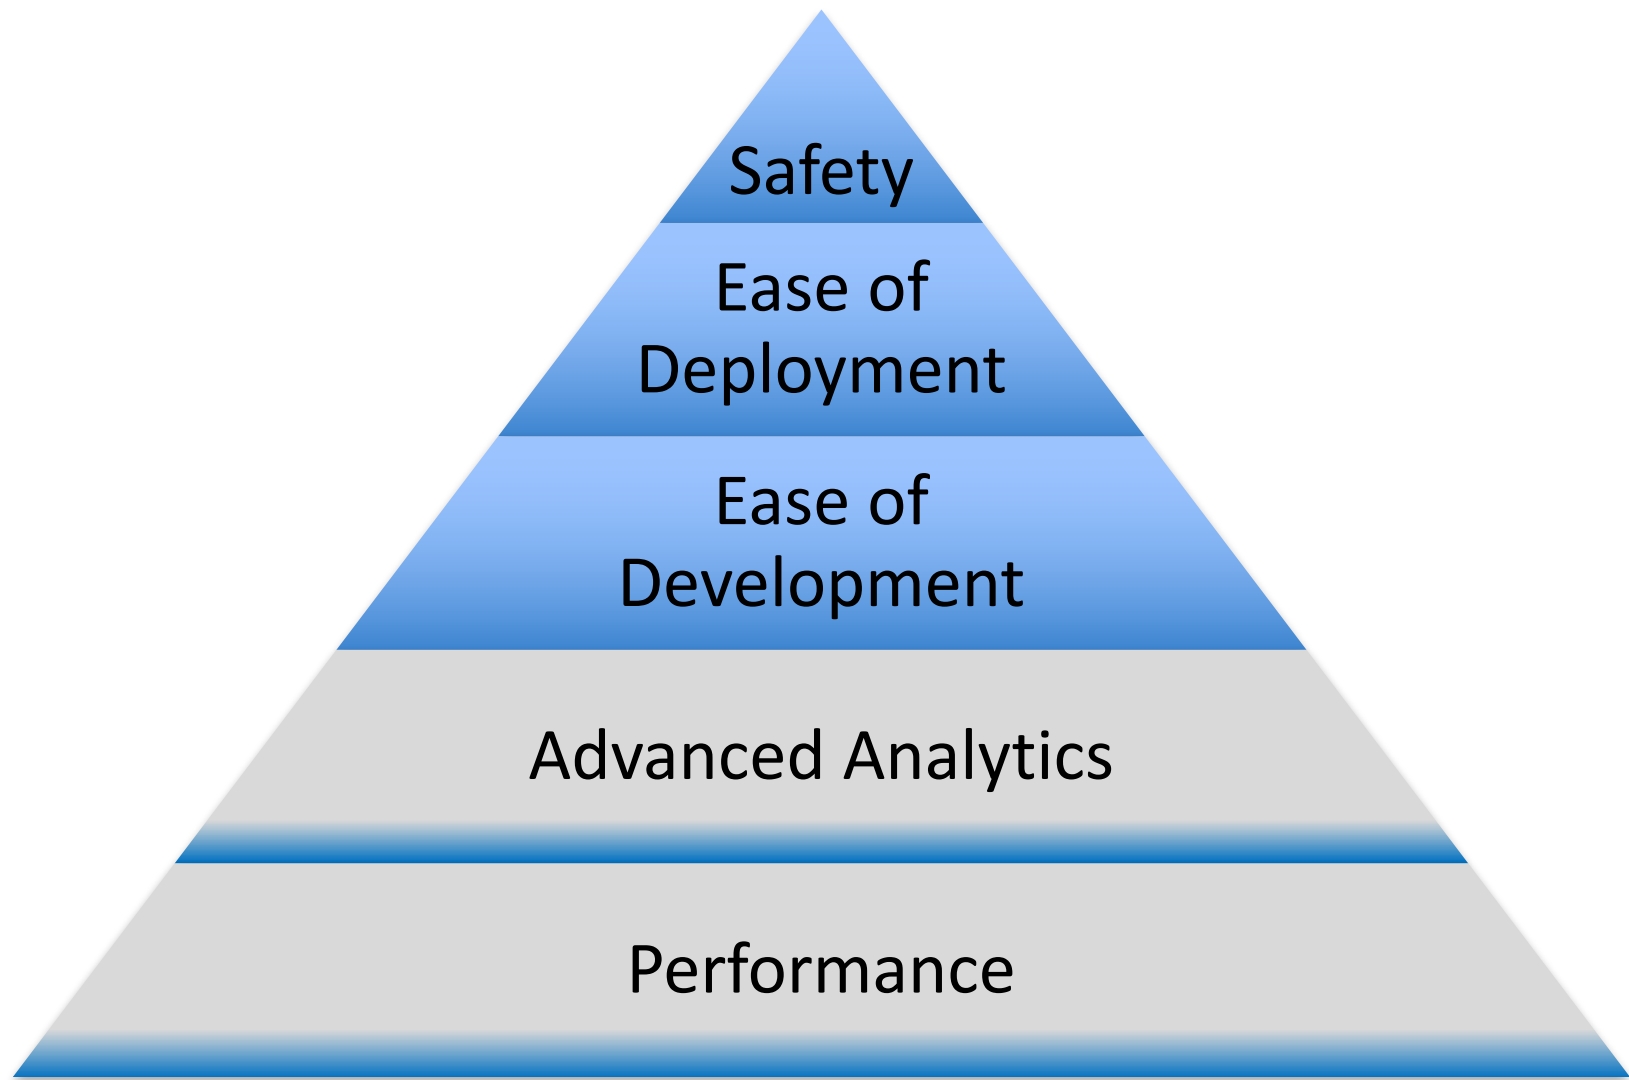 Safety
Ease of
Deployment
Ease of
Development
Advanced Analytics
Performance